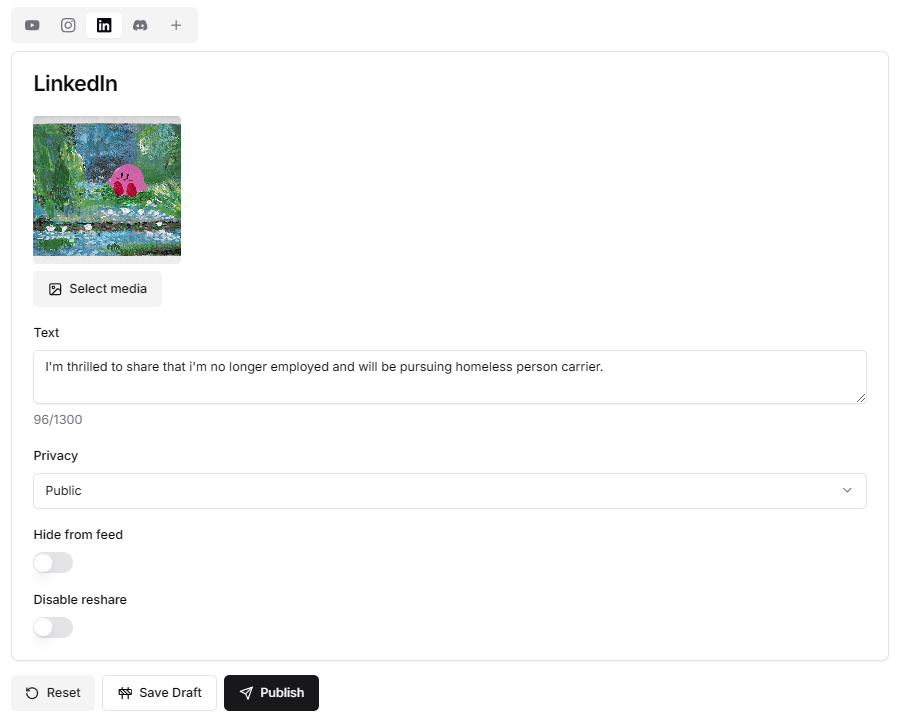 LinkedIn
Select media
Text
I'm thrilled to share that i'm no longer employed and will be pursuing homeless person carrier.
96/1300
Privacy
Public
Hide from feed
Disable reshare
Reset
Save Draft
Publish